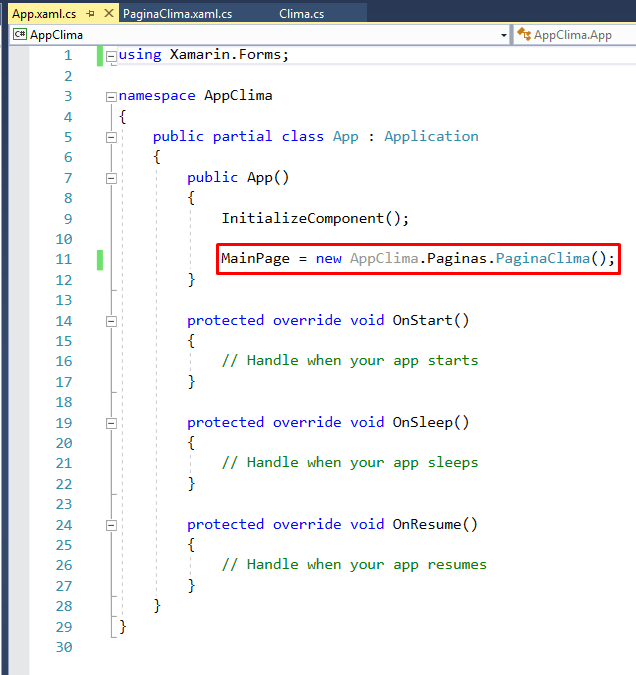 App.xaml.cs PaginaClima.xaml.cs Clima.cs
C# AppClima AppClima.App
1 using Xamarin.Forms;
2
3 namespace AppClima
4 {
5 public partial class App : Application
6 {
7 public App()
8 {
9 InitializeComponent();
10
11 MainPage = new AppClima.Paginas.PaginaClima();
12 }
13
14 protected override void OnStart()
15 {
16 // Handle when your app starts
17 }
18
19 protected override void OnSleep()
20 {
21 // Handle when your app sleeps
22 }
23
24 protected override void OnResume()
25 {
26 // Handle when your app resumes
27 }
28 }
29 }
30